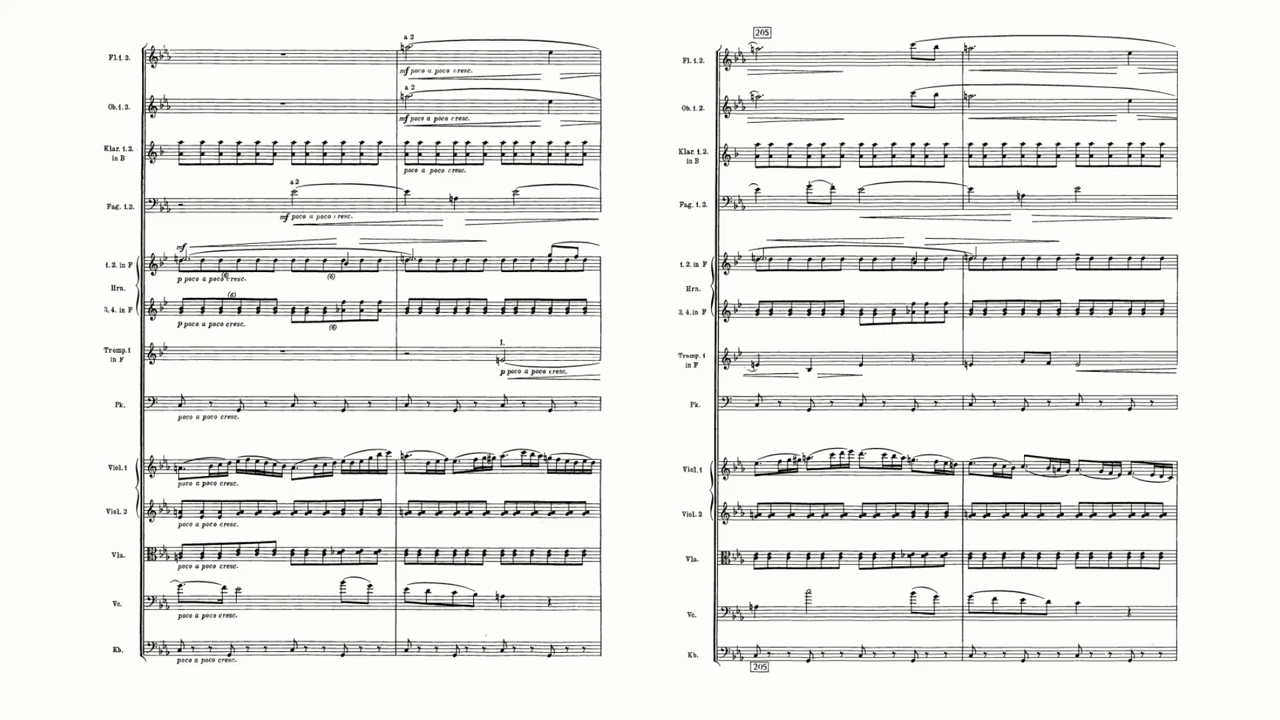 a 2
Fl. 1. 2.
mf poco a poco cresc.
a 2
Ob. 1. 2.
mf poco a poco cresc.
Klar. 1. 2.
in B
poco a poco cresc.
a 2
Fag. 1. 2.
mf poco a poco cresc.
mf
1. 2. in F
p poco a poco cresc.
(6)
(6)
Hrn.
(6)
3. 4. in F
p poco a poco cresc.
(6)
I.
Tromp. 1
in F
p poco a poco cresc.
Pk.
poco a poco cresc.
Viol. 1
poco a poco cresc.
Viol. 2
poco a poco cresc.
Vla.
poco a poco cresc.
Vc.
poco a poco cresc.
Kb.
poco a poco cresc.
205
Fl. 1. 2.
Ob. 1. 2.
Klar. 1. 2.
in B
Fag. 1. 2.
1. 2. in F
Hrn.
3. 4. in F
Tromp. 1
in F
Pk.
Viol. 1
Viol. 2
Vla.
Vc.
Kb.
205